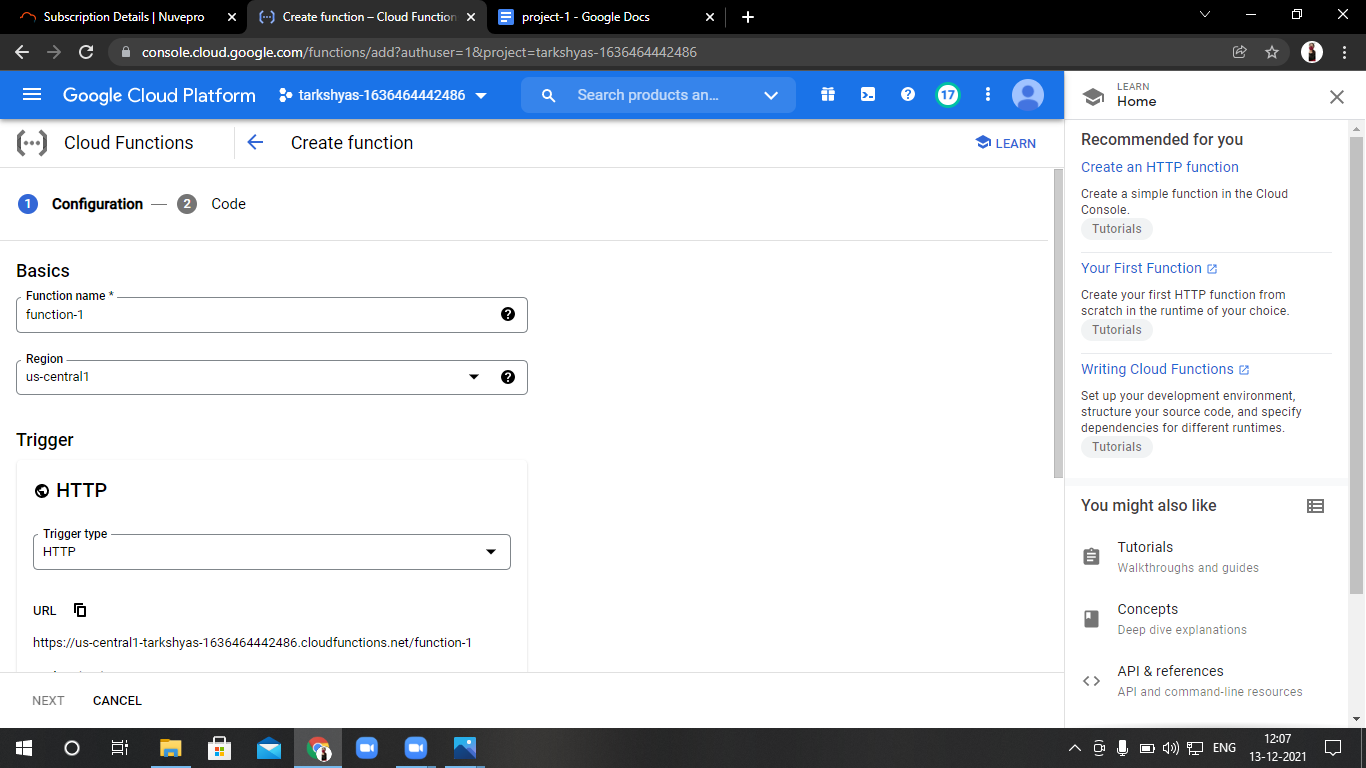 Subscription Details | Nuvepro
Create function – Cloud Function
project-1 - Google Docs
console.cloud.google.com/functions/add?authuser=1&project=tarkshyas-1636464442486
Google Cloud Platform
tarkshyas-1636464442486
Search products an...
17
LEARN
Home
Cloud Functions
Create function
LEARN
1 Configuration — 2 Code
Basics
Function name *
function-1
Region
us-central1
Trigger
HTTP
Trigger type
HTTP
URL
https://us-central1-tarkshyas-1636464442486.cloudfunctions.net/function-1
NEXT
CANCEL
Recommended for you
Create an HTTP function
Create a simple function in the Cloud
Console.
Tutorials
Your First Function
Create your first HTTP function from
scratch in the runtime of your choice.
Tutorials
Writing Cloud Functions
Set up your development environment,
structure your source code, and specify
dependencies for different runtimes.
Tutorials
You might also like
Tutorials
Walkthroughs and guides
Concepts
Deep dive explanations
API & references
API and command-line resources
ENG
12:07
13-12-2021